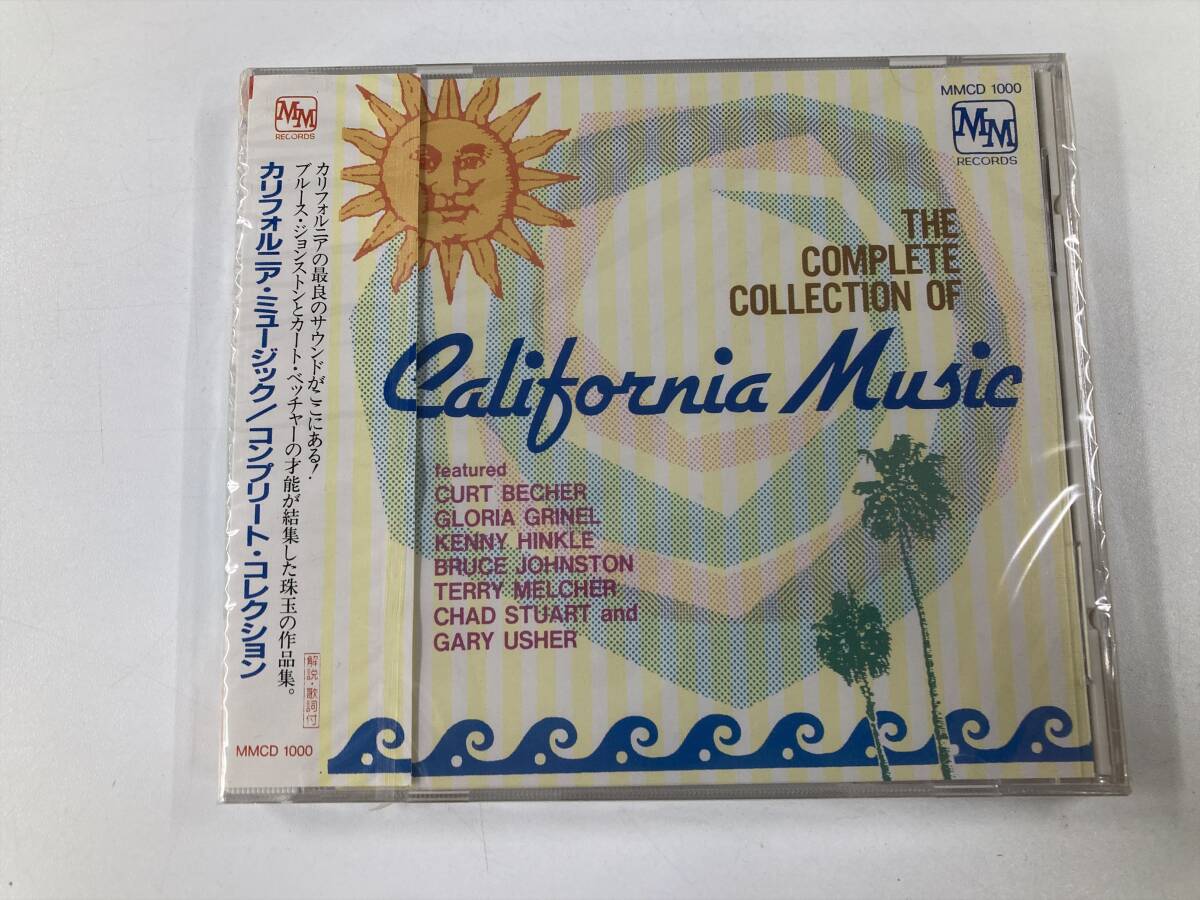 MM
RECORDS
カリフォルニアの最良のサウンドがここにある!
ブルース・ジョンストンとカート・ベッチャーの才能が結集した珠玉の作品集。
カリフォルニア・ミュージック/コンプリート・コレクション
解説・歌詞付
MMCD 1000
MMCD 1000
MM
RECORDS
THE
COMPLETE
COLLECTION OF
California Music
featured
CURT BECHER
GLORIA GRINEL
KENNY HINKLE
BRUCE JOHNSTON
TERRY MELCHER
CHAD STUART and
GARY USHER